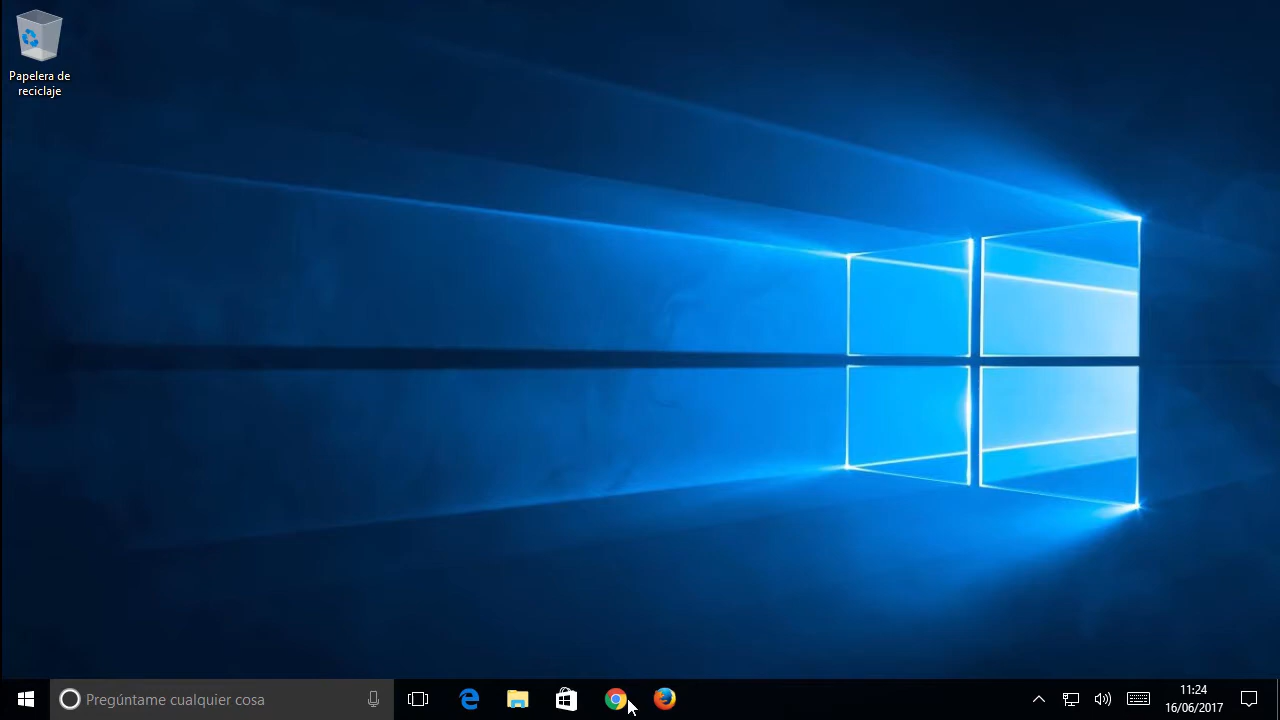 Papelera de
reciclaje
Pregúntame cualquier cosa
11:24
16/06/2017